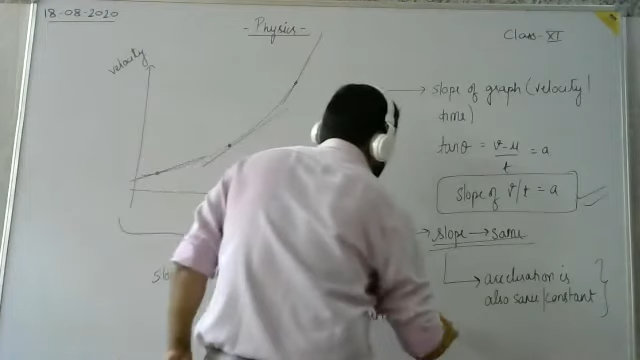 18-08-2020
- Physics -
Class-XI
velocity
→ slope of graph (velocity/
time)
tanθ = v-u/t = a
slope of v/t = a
→ slope → same
→ acceleration is
also same/constant